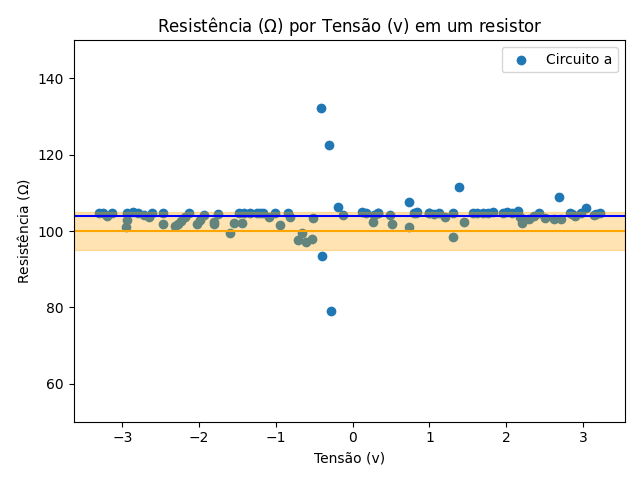 Resistência (Ω) por Tensão (v) em um resistor
Circuito a
140
120
100
80
60
Resistência (Ω)
−3 −2 −1 0 1 2 3
Tensão (v)